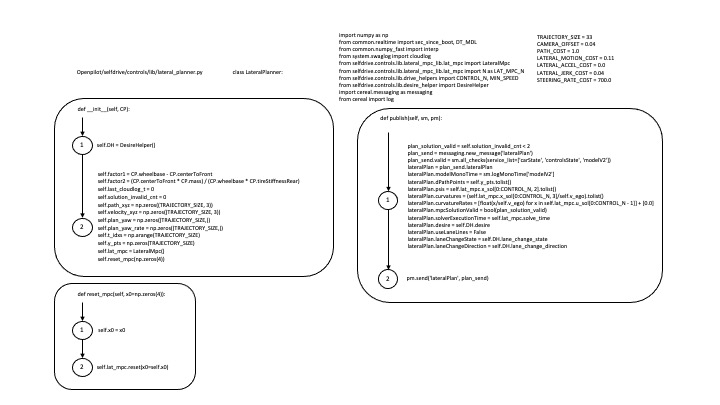 Openpilot/selfdrive/controls/lib/lateral_planner.py
class LateralPlanner:
import numpy as np
from common.realtime import sec_since_boot, DT_MDL
from common.numpy_fast import interp
from system.swaglog import cloudlog
from selfdrive.controls.lib.lateral_mpc_lib.lat_mpc import LateralMpc
from selfdrive.controls.lib.lateral_mpc_lib.lat_mpc import N as LAT_MPC_N
from selfdrive.controls.lib.drive_helpers import CONTROL_N, MIN_SPEED
from selfdrive.controls.lib.desire_helper import DesireHelper
import cereal.messaging as messaging
from cereal import log
TRAJECTORY_SIZE = 33
CAMERA_OFFSET = 0.04
PATH_COST = 1.0
LATERAL_MOTION_COST = 0.11
LATERAL_ACCEL_COST = 0.0
LATERAL_JERK_COST = 0.04
STEERING_RATE_COST = 700.0
def __init__(self, CP):
1
self.DH = DesireHelper()
self.factor1 = CP.wheelbase - CP.centerToFront
self.factor2 = (CP.centerToFront * CP.mass) / (CP.wheelbase * CP.tireStiffnessRear)
self.last_cloudlog_t = 0
self.solution_invalid_cnt = 0
self.path_xyz = np.zeros((TRAJECTORY_SIZE, 3))
self.velocity_xyz = np.zeros((TRAJECTORY_SIZE, 3))
self.plan_yaw = np.zeros((TRAJECTORY_SIZE,))
self.plan_yaw_rate = np.zeros((TRAJECTORY_SIZE,))
self.t_idxs = np.arange(TRAJECTORY_SIZE)
self.y_pts = np.zeros((TRAJECTORY_SIZE,))
self.lat_mpc = LateralMpc()
self.reset_mpc(np.zeros(4))
2
def reset_mpc(self, x0=np.zeros(4)):
1
self.x0 = x0
2
self.lat_mpc.reset(x0=self.x0)
def publish(self, sm, pm):
plan_solution_valid = self.solution_invalid_cnt < 2
plan_send = messaging.new_message('lateralPlan')
plan_send.valid = sm.all_checks(service_list=['carState', 'controlsState', 'modelV2'])
lateralPlan = plan_send.lateralPlan
lateralPlan.modelMonoTime = sm.logMonoTime['modelV2']
lateralPlan.dPathPoints = self.y_pts.tolist()
lateralPlan.psis = self.lat_mpc.x_sol[0:CONTROL_N, 2].tolist()
lateralPlan.curvatures = (self.lat_mpc.x_sol[0:CONTROL_N, 3]/self.v_ego).tolist()
lateralPlan.curvatureRates = [float(x/self.v_ego) for x in self.lat_mpc.u_sol[0:CONTROL_N - 1]] + [0.0]
lateralPlan.mpcSolutionValid = bool(plan_solution_valid)
lateralPlan.solverExecutionTime = self.lat_mpc.solve_time
lateralPlan.desire = self.DH.desire
lateralPlan.useLaneLines = False
lateralPlan.laneChangeState = self.DH.lane_change_state
lateralPlan.laneChangeDirection = self.DH.lane_change_direction
1
2
pm.send('lateralPlan', plan_send)